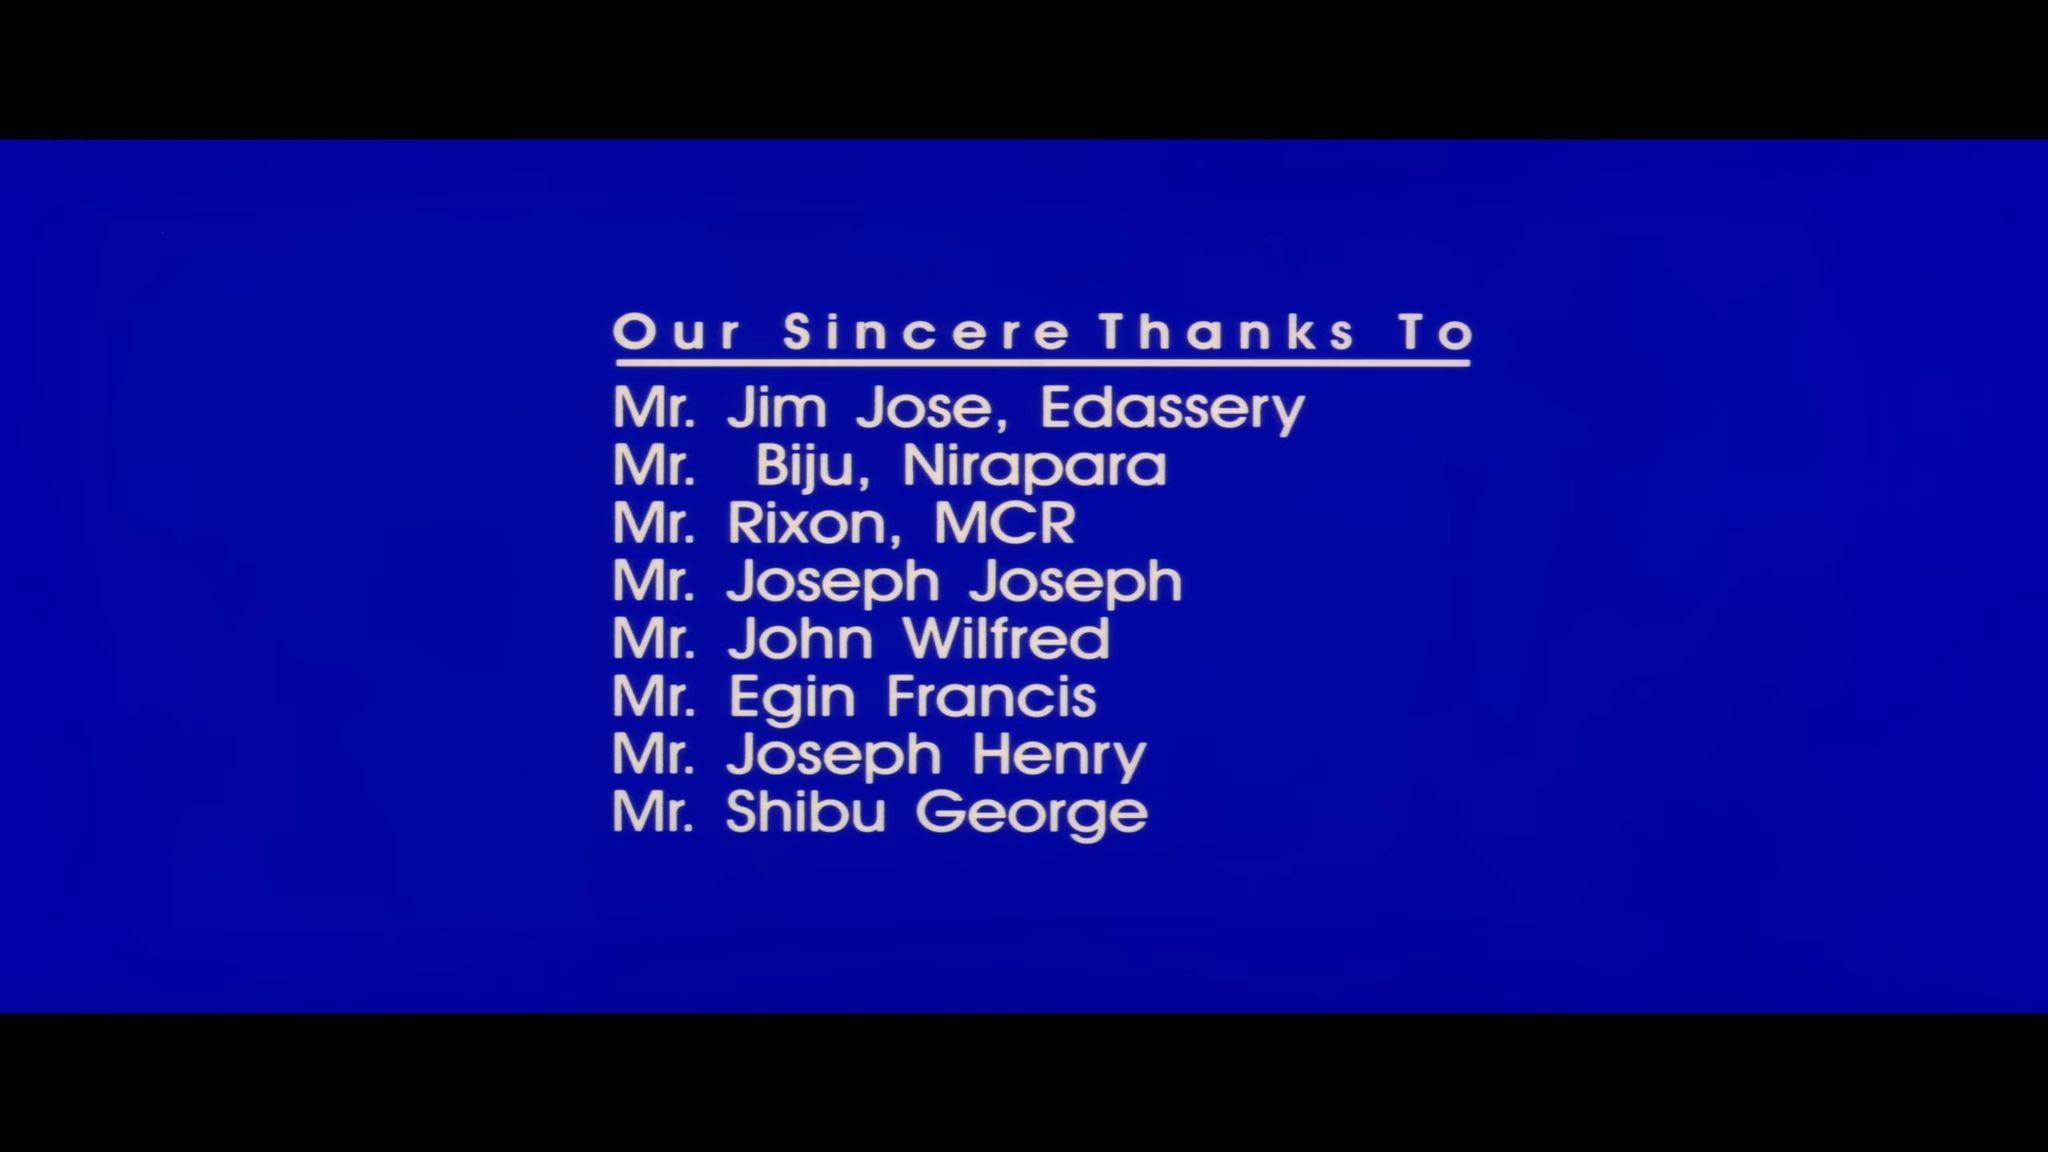 Our Sincere Thanks To
Mr. Jim Jose, Edassery
Mr. Biju, Nirapara
Mr. Rixon, MCR
Mr. Joseph Joseph
Mr. John Wilfred
Mr. Egin Francis
Mr. Joseph Henry
Mr. Shibu George